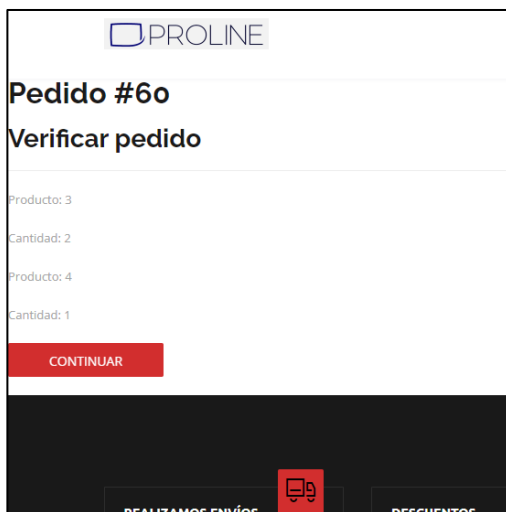 PROLINE
Pedido #60
Verificar pedido
Producto: 3
Cantidad: 2
Producto: 4
Cantidad: 1
CONTINUAR
REALIZAMOS ENVÍOS
DESCUENTOS